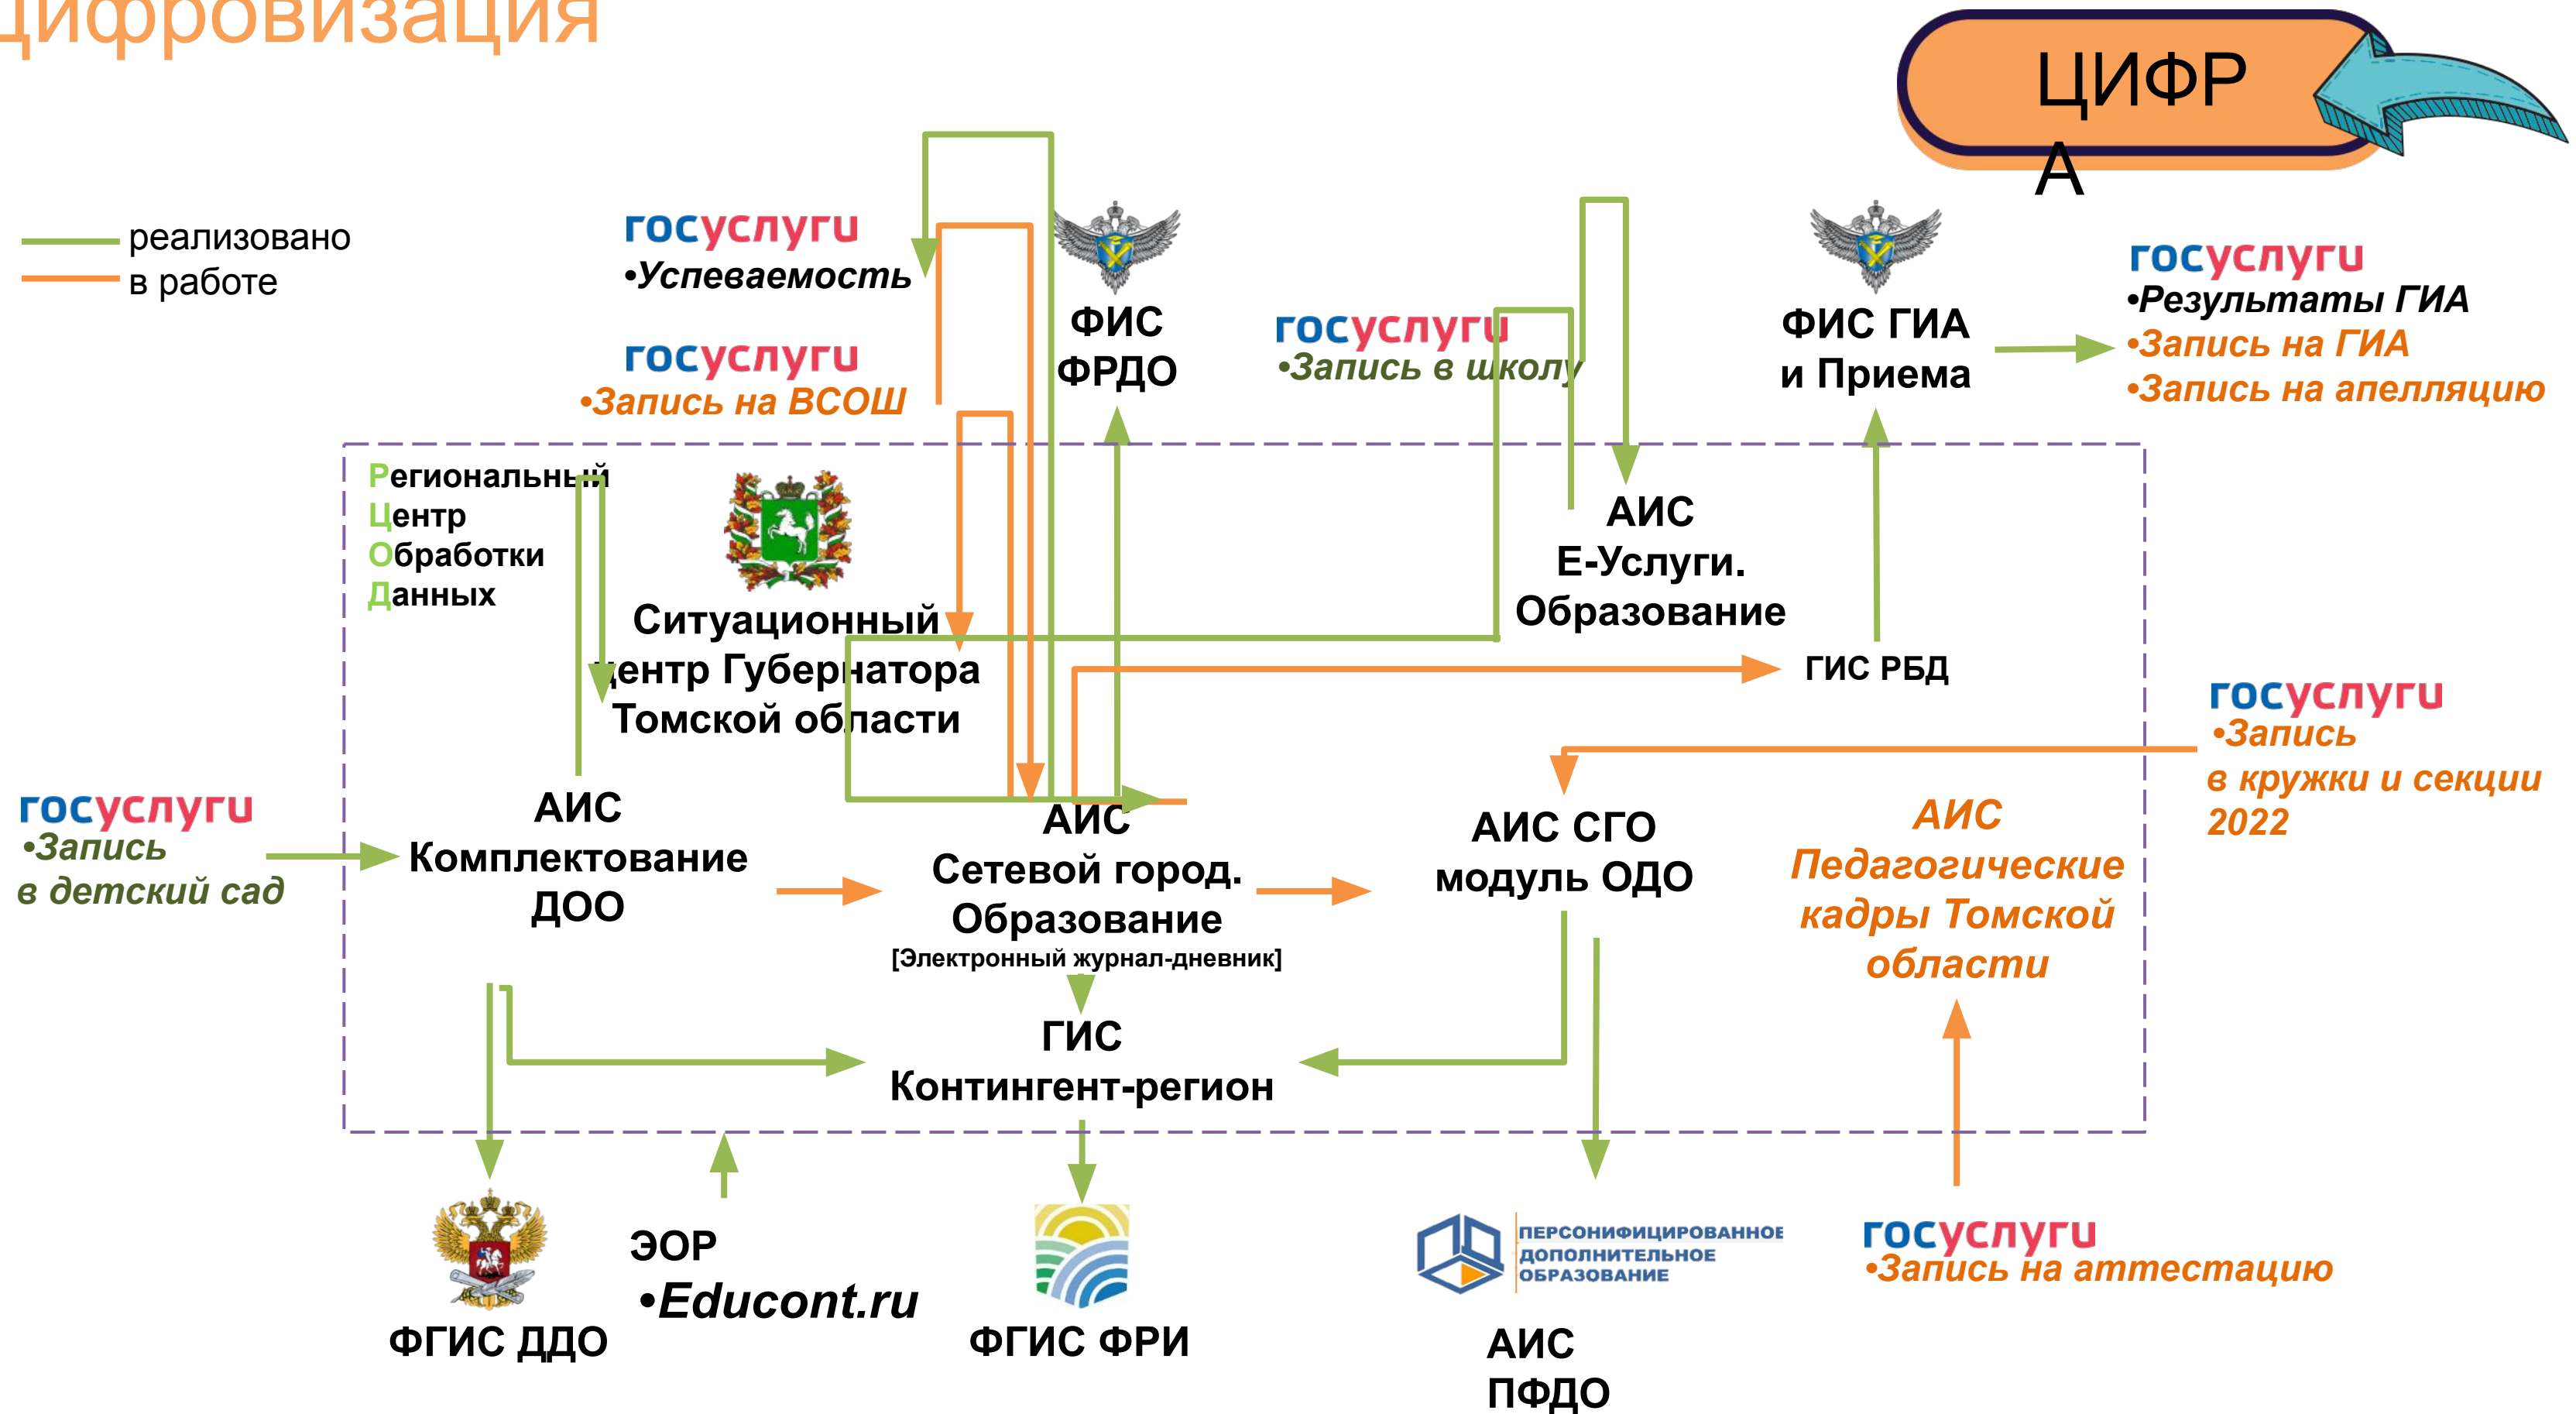 цифровизация
ЦИФР
А
реализовано
в работе
госуслуги
•Успеваемость
госуслуги
•Запись на ВСОШ
ФИС
ФРДО
госуслуги
•Запись в школу
ФИС ГИА
и Приема
госуслуги
•Результаты ГИА
•Запись на ГИА
•Запись на апелляцию
Региональный
Центр
Обработки
Данных
Ситуационный
центр Губернатора
Томской области
АИС
Е-Услуги.
Образование
ГИС РБД
госуслуги
•Запись
в кружки и секции
2022
госуслуги
•Запись
в детский сад
АИС
Комплектование
ДОО
АИС
Сетевой город.
Образование
[Электронный журнал-дневник]
АИС СГО
модуль ОДО
АИС
Педагогические
кадры Томской
области
ГИС
Контингент-регион
ФГИС ДДО
ЭОР
•Educont.ru
ФГИС ФРИ
ПЕРСОНИФИЦИРОВАННОЕ
ДОПОЛНИТЕЛЬНОЕ
ОБРАЗОВАНИЕ
АИС
ПФДО
госуслуги
•Запись на аттестацию